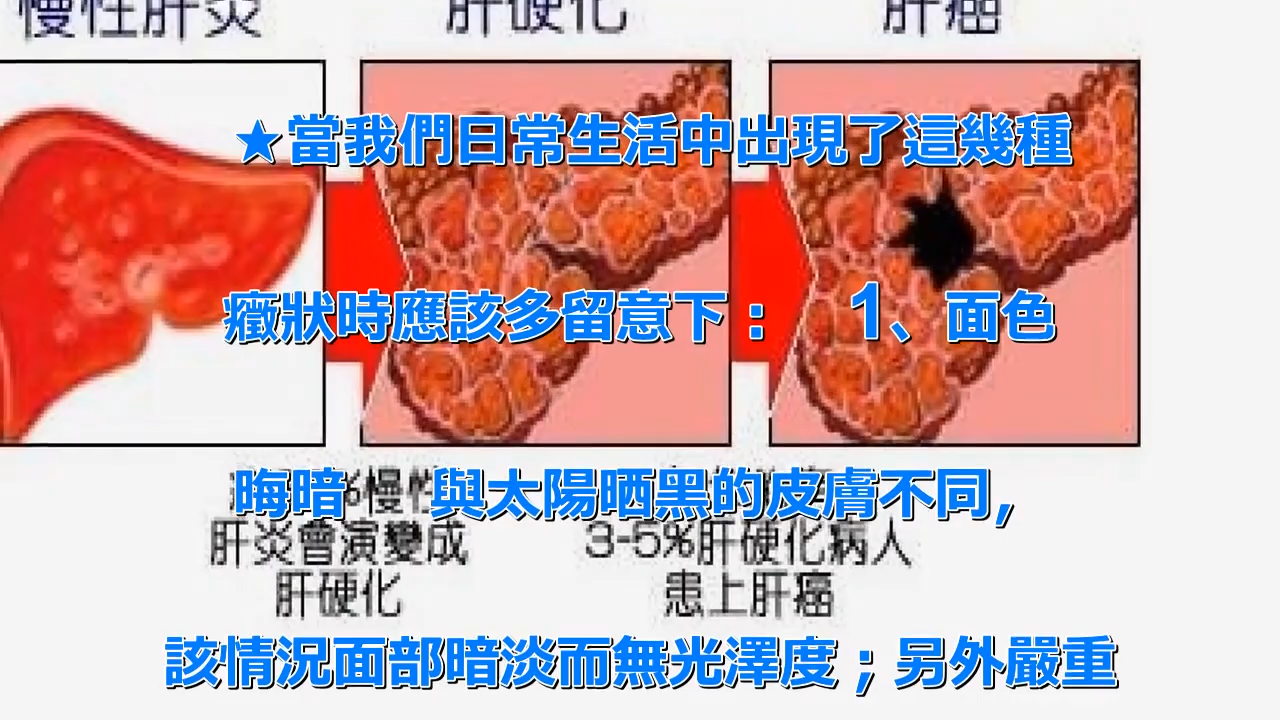 慢性肝炎
肝硬化
肝癌
★當我們日常生活中出現了這幾種
癥狀時應該多留意下： 1、面色
晦暗 與太陽晒黑的皮膚不同，
%慢性
肝炎會演變成
肝硬化
3-5%肝硬化病人
患上肝癌
該情況面部暗淡而無光澤度；另外嚴重